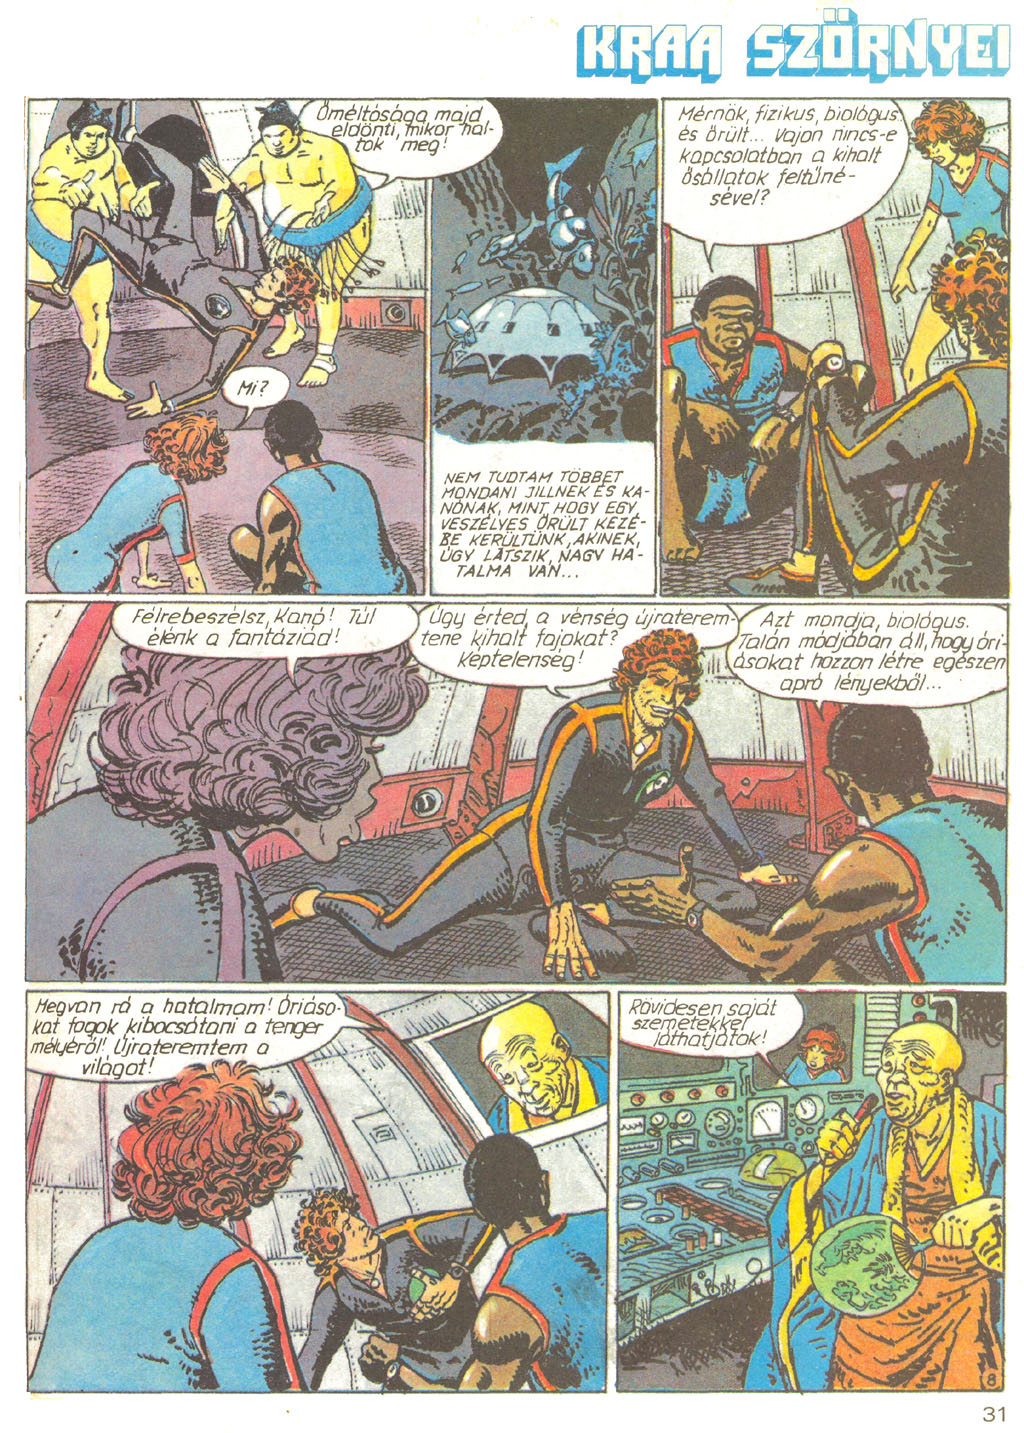 KRAA SZÖRNYEI
Őméltósága majd
eldönti, mikor hal-
tok meg!
Mi?
NEM TUDTAM TÖBBET
MONDANI JILLNEK ÉS KA-
NÓNAK, MINT HOGY EGY
VESZÉLYES ŐRÜLT KEZÉ-
BE KERÜLTÜNK, AKINEK,
ÚGY LÁTSZIK, NAGY HA-
TALMA VAN...
Mérnök, fizikus, biológus
és őrült... Vajon nincs-e
kapcsolatban a kihalt
ősállatok feltűné-
sével?
Félrebeszélsz, Kanó! Túl
élénk a fantáziád!
Úgy érted, a vénség újraterem-
tene kihalt fajokat?
Képtelenség!
Azt mondja, biológus.
Talán módjában áll, hogy óri-
ásokat hozzon létre egészen
apró lényekből...
Megvan rá a hatalmam! Óriáso-
kat fogok kibocsátani a tenger
mélyéről! Újrateremtem a
világot!
Rövidesen saját
szemetekkel
láthatjátok!
8
31